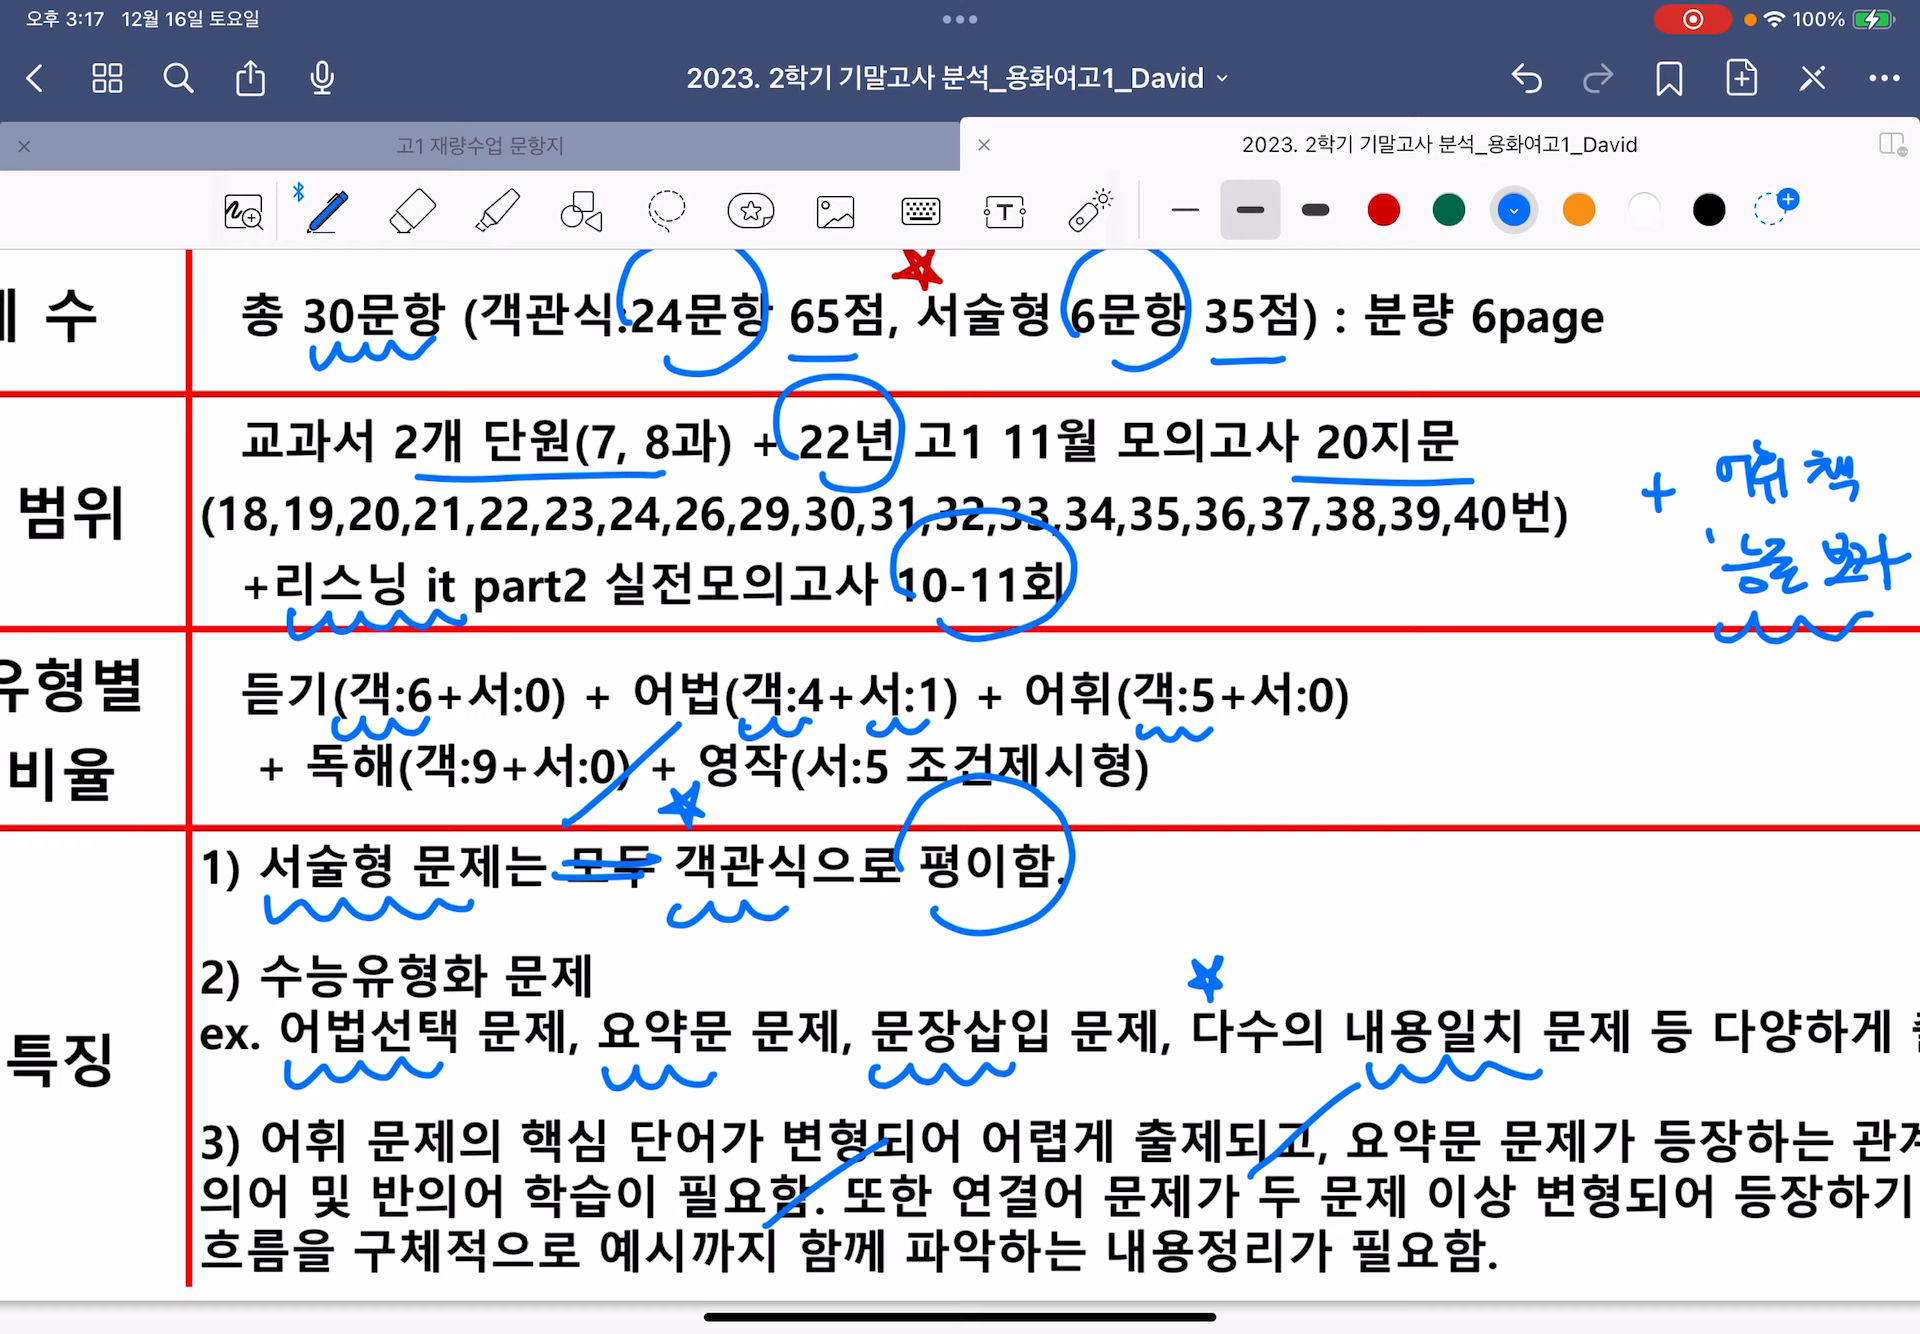 오후 3:17 12월 16일 토요일
100%
2023. 2학기 기말고사 분석_용화여고1_David
고1 재량수업 문항지
2023. 2학기 기말고사 분석_용화여고1_David
수
총 30문항 (객관식:24문항 65점, 서술형 6문항 35점) : 분량 6page
범위
교과서 2개 단원(7, 8과) + 22년 고1 11월 모의고사 20지문
(18,19,20,21,22,23,24,26,29,30,31,32,33,34,35,36,37,38,39,40번)
+리스닝 it part2 실전모의고사 10-11회
+ 어휘 책
유형별
비율
듣기(객:6+서:0) + 어법(객:4+서:1) + 어휘(객:5+서:0)
+ 독해(객:9+서:0) + 영작(서:5 조건제시형)
특징
1) 서술형 문제는 모두 객관식으로 평이함.
2) 수능유형화 문제
ex. 어법선택 문제, 요약문 문제, 문장삽입 문제, 다수의 내용일치 문제 등 다양하게
3) 어휘 문제의 핵심 단어가 변형되어 어렵게 출제되고, 요약문 문제가 등장하는
의어 및 반의어 학습이 필요함. 또한 연결어 문제가 두 문제 이상 변형되어 등장하기
흐름을 구체적으로 예시까지 함께 파악하는 내용정리가 필요함.